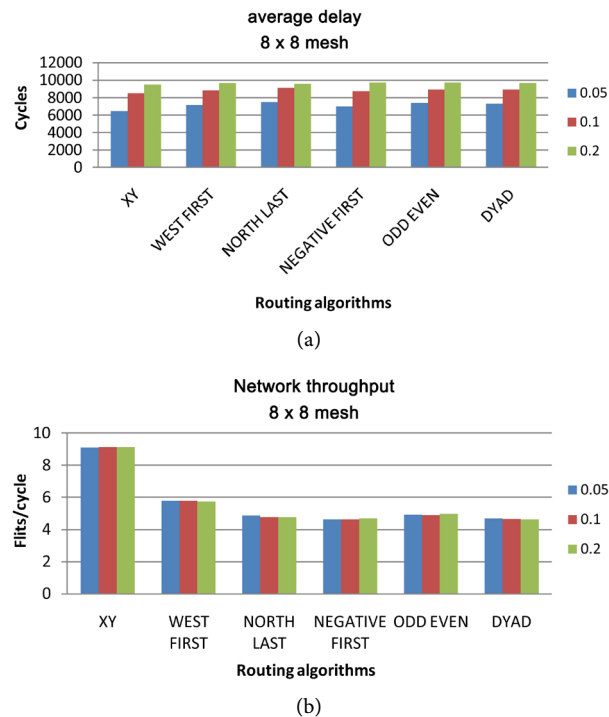 average delay
8 x 8 mesh
12000
10000
8000
6000
4000
2000
0
Cycles
0.05
0.1
0.2
XY
WEST FIRST
NORTH LAST
NEGATIVE FIRST
ODD EVEN
DYAD
Routing algorithms
(a)
Network throughput
8 x 8 mesh
10
8
6
4
2
0
Flits/cycle
0.05
0.1
0.2
XY
WEST FIRST
NORTH LAST
NEGATIVE FIRST
ODD EVEN
DYAD
Routing algorithms
(b)